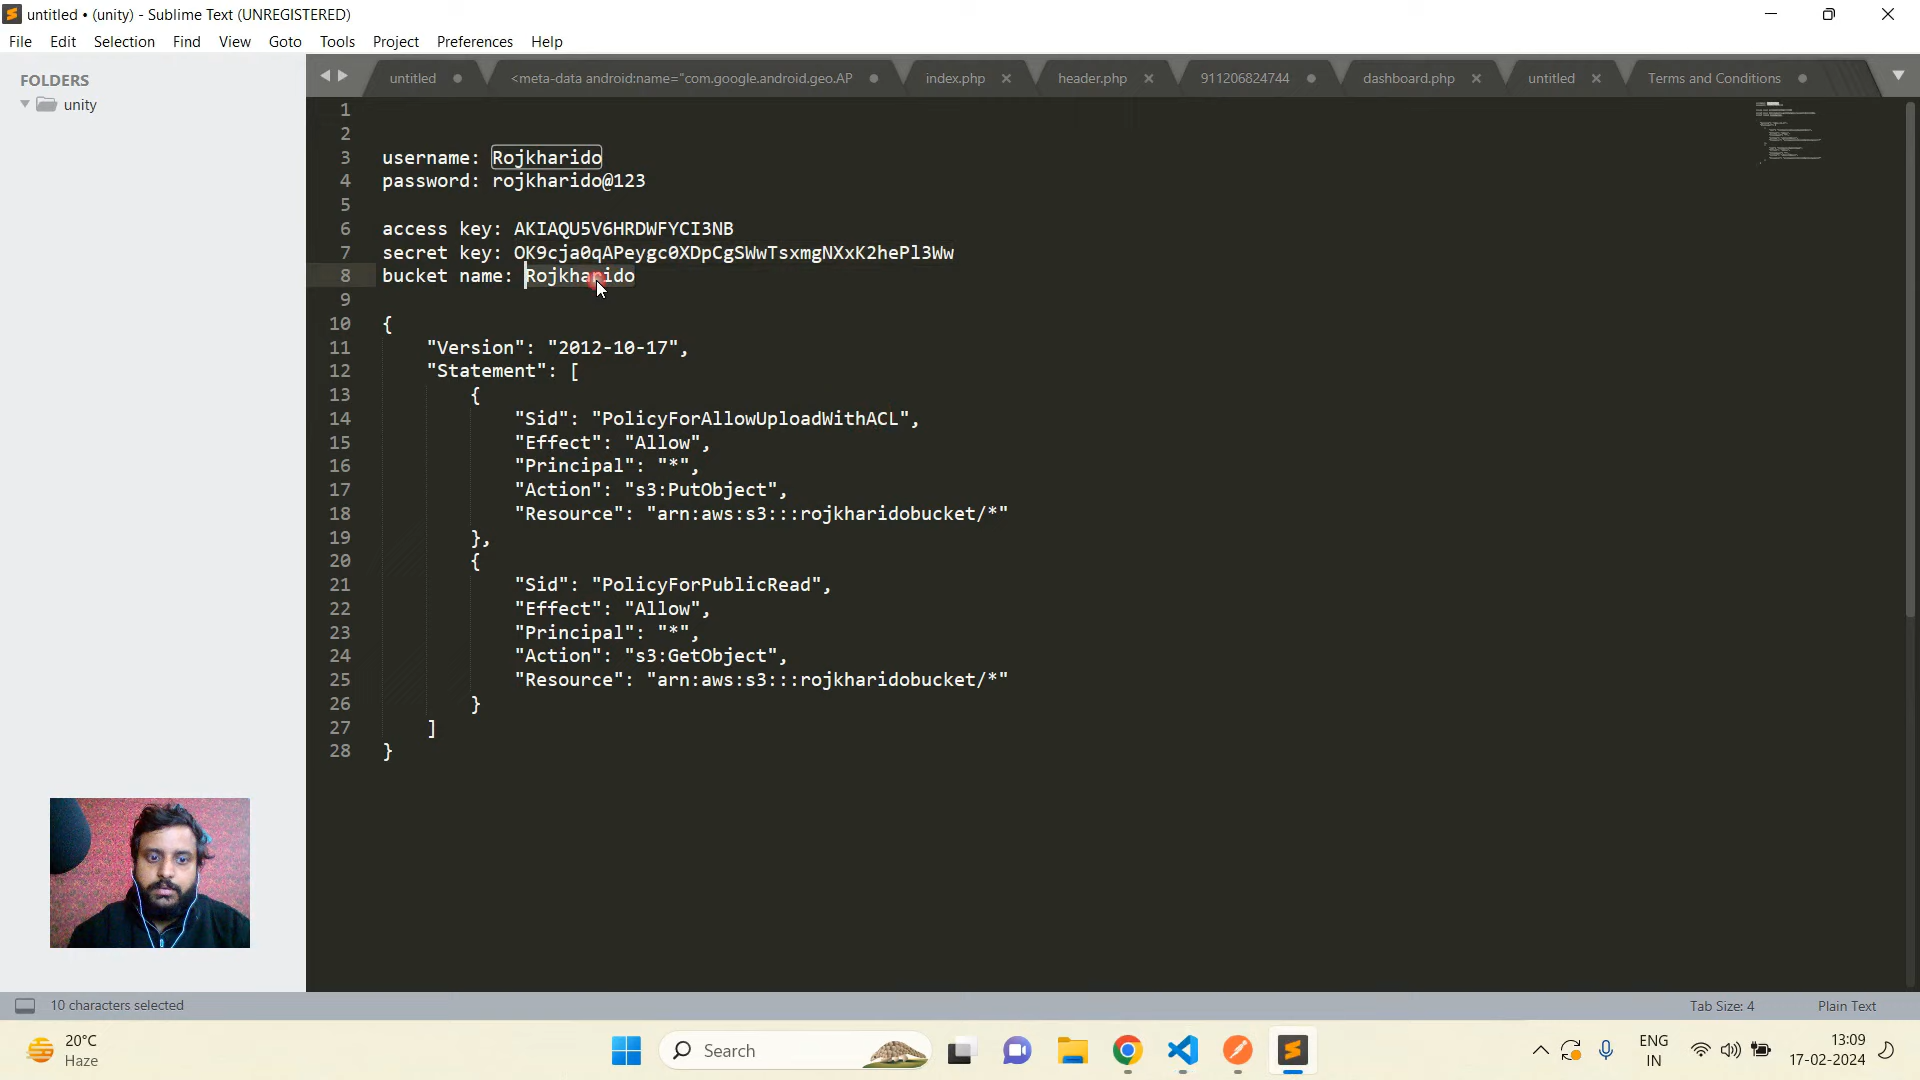 untitled • (unity) - Sublime Text (UNREGISTERED)
File Edit Selection Find View Goto Tools Project Preferences Help
FOLDERS
unity
untitled
<meta-data android:name="com.google.android.geo.AP
index.php
header.php
911206824744
dashboard.php
untitled
Terms and Conditions
1
2
3 username: Rojkharido
4 password: rojkharido@123
5
6 access key: AKIAQU5V6HRDWFYCI3NB
7 secret key: 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
8 bucket name: Rojkharido
9
10 {
11 "Version": "2012-10-17",
12 "Statement": [
13 {
14 "Sid": "PolicyForAllowUploadWithACL",
15 "Effect": "Allow",
16 "Principal": "*",
17 "Action": "s3:PutObject",
18 "Resource": "arn:aws:s3:::rojkharidobucket/*"
19 },
20 {
21 "Sid": "PolicyForPublicRead",
22 "Effect": "Allow",
23 "Principal": "*",
24 "Action": "s3:GetObject",
25 "Resource": "arn:aws:s3:::rojkharidobucket/*"
26 }
27 ]
28 }
10 characters selected
Tab Size: 4
Plain Text
20°C
Haze
Search
ENG
IN
13:09
17-02-2024